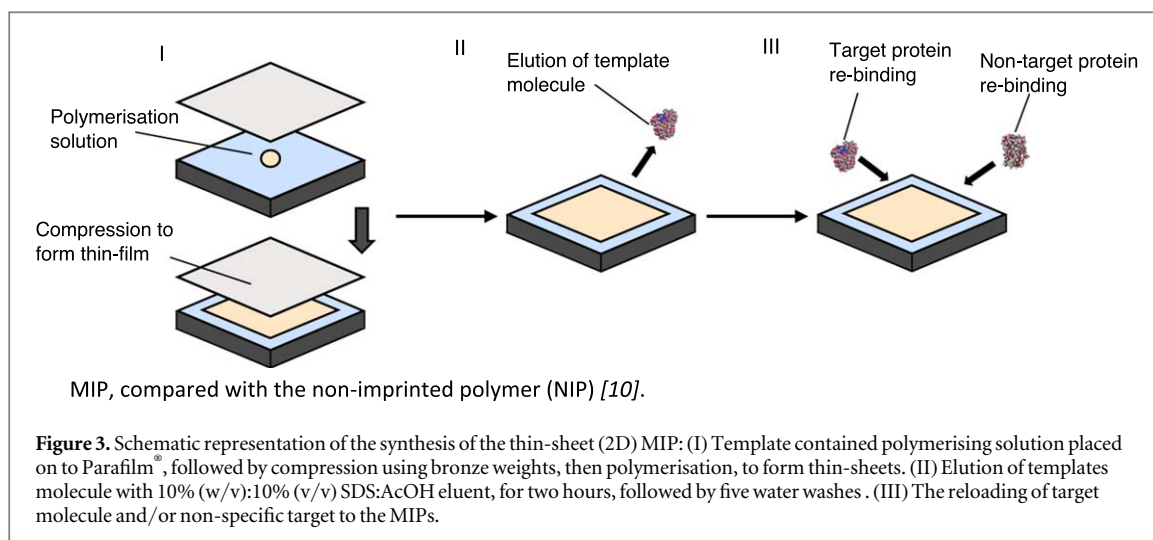 I
II
III
Polymerisation
solution
Compression to
form thin-film
Elution of template
molecule
Target protein
re-binding
Non-target protein
re-binding
MIP, compared with the non-imprinted polymer (NIP) [10].
Figure 3. Schematic representation of the synthesis of the thin-sheet (2D) MIP: (I) Template contained polymerising solution placed
on to Parafilm®, followed by compression using bronze weights, then polymerisation, to form thin-sheets. (II) Elution of templates
molecule with 10% (w/v):10% (v/v) SDS:AcOH eluent, for two hours, followed by five water washes . (III) The reloading of target
molecule and/or non-specific target to the MIPs.